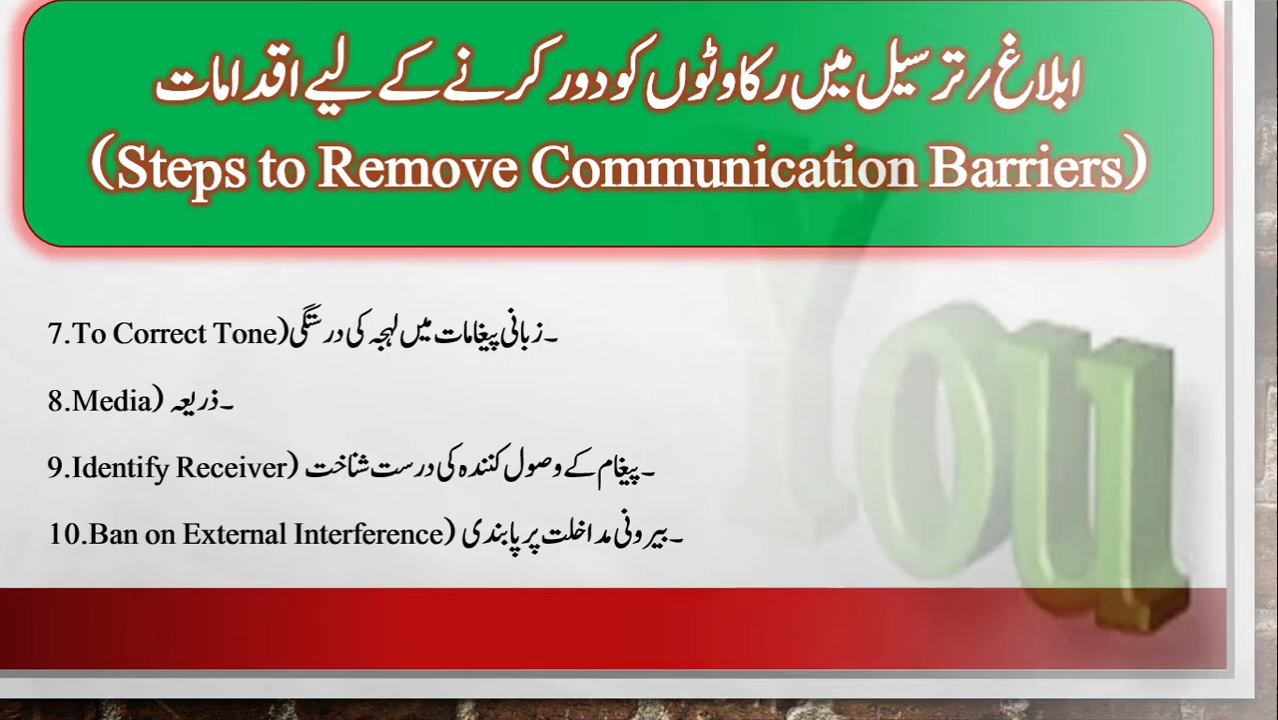 ابلاغ/ترسیل میں رکاوٹوں کو دور کرنے کے لیے اقدامات
(Steps to Remove Communication Barriers)
7.To Correct Tone)۔زبانی پیغامات میں لہجہ کی درستگی
8.Media) ۔ذریعہ
9.Identify Receiver) ۔پیغام کے وصول کنندہ کی درست شناخت
10.Ban on External Interference) ۔بیرونی مداخلت پر پابندی
You